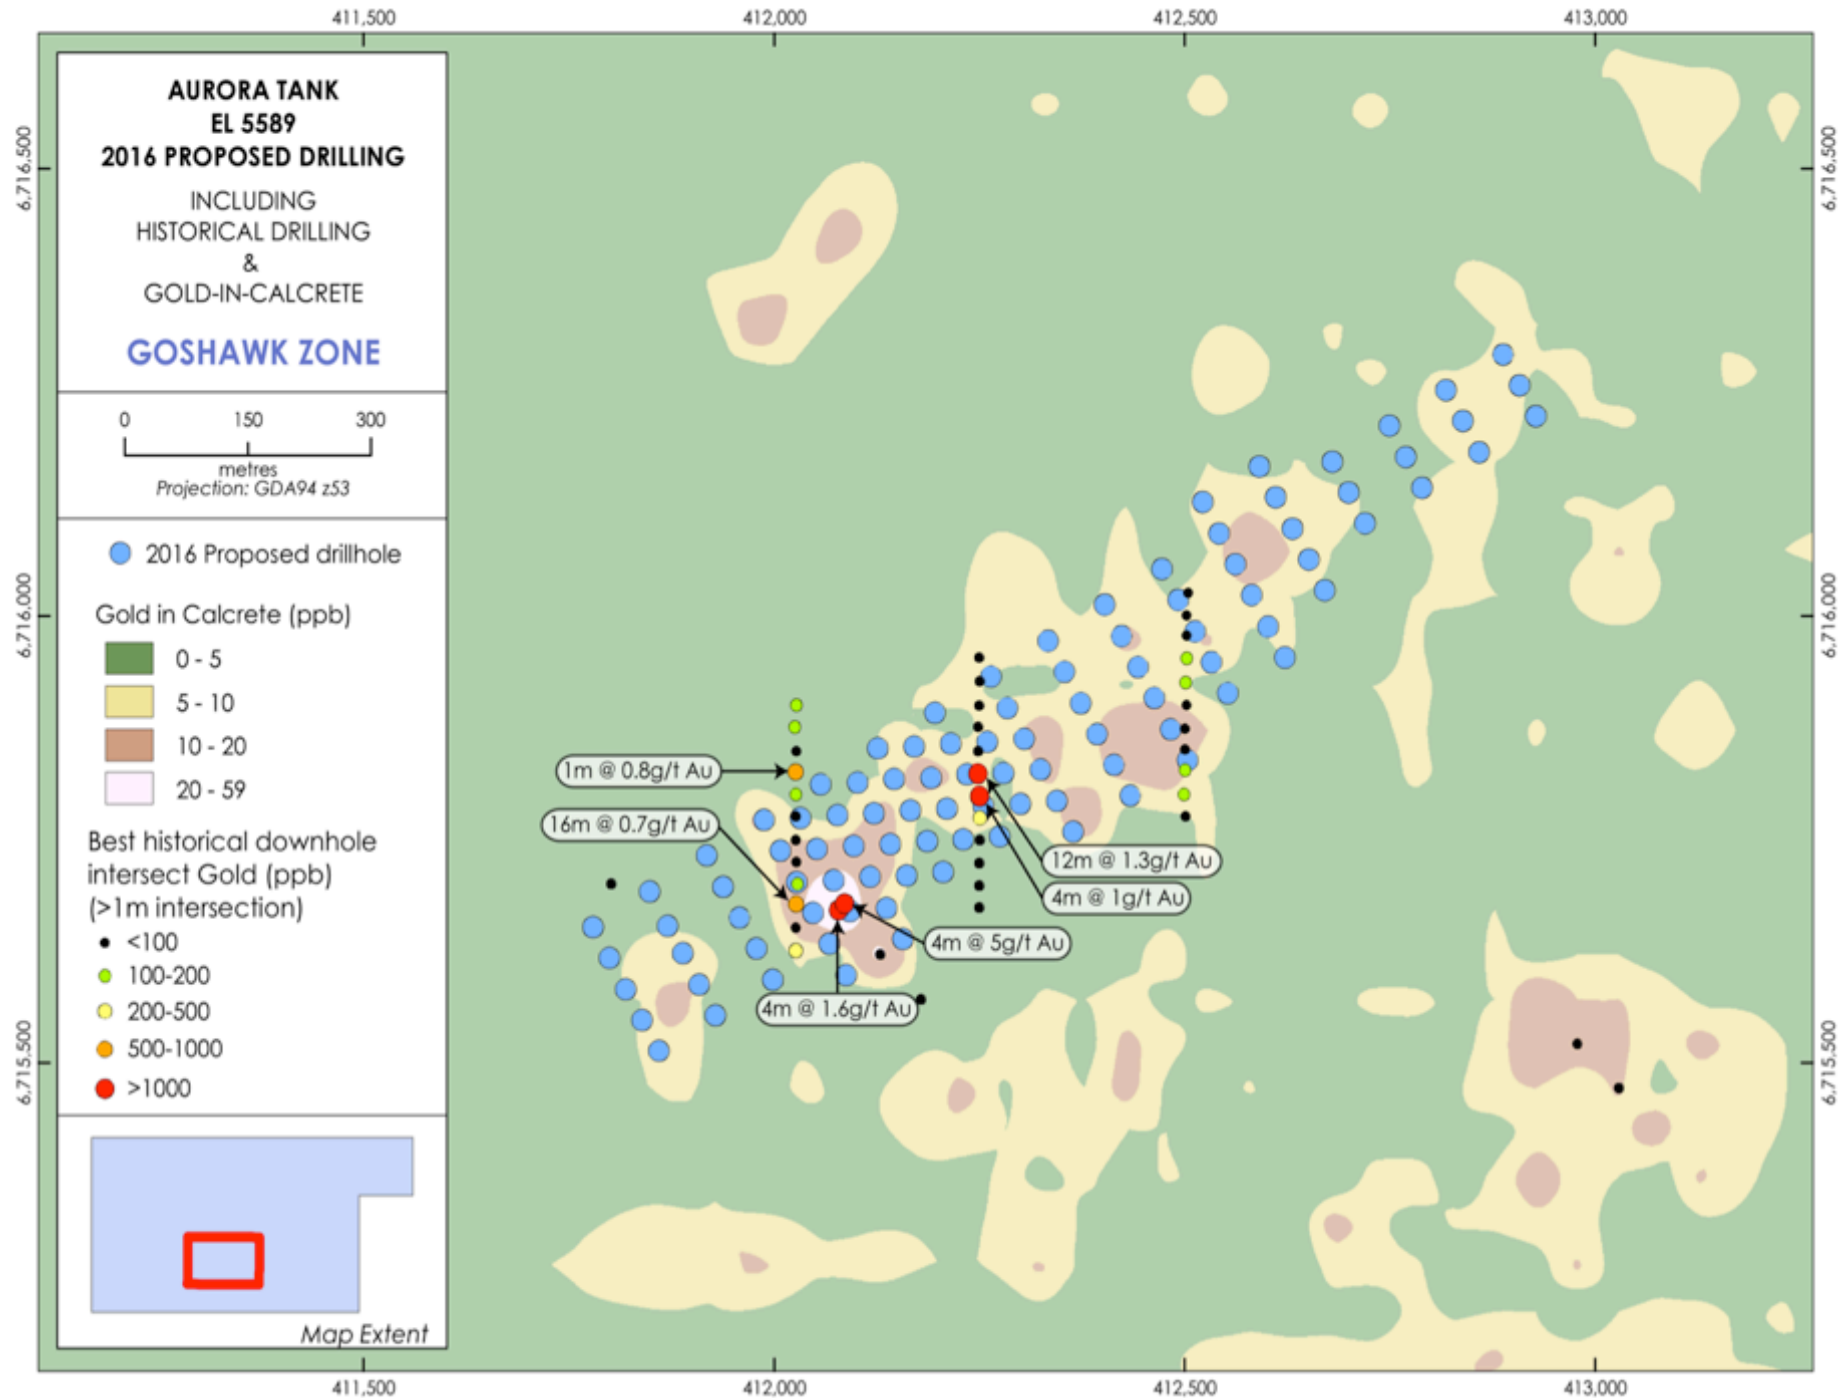 411,500
412,000
412,500
413,000
AURORA TANK
EL 5589
2016 PROPOSED DRILLING
INCLUDING
HISTORICAL DRILLING
&
GOLD-IN-CALCRETE
GOSHAWK ZONE
0 150 300
metres
Projection: GDA94 z53
2016 Proposed drillhole
Gold in Calcrete (ppb)
0 - 5
5 - 10
10 - 20
20 - 59
Best historical downhole
intersect Gold (ppb)
(>1m intersection)
<100
100-200
200-500
500-1000
>1000
Map Extent
6,716,500
6,716,000
6,715,500
1m @ 0.8g/t Au
16m @ 0.7g/t Au
12m @ 1.3g/t Au
4m @ 1g/t Au
4m @ 5g/t Au
4m @ 1.6g/t Au
6,716,500
6,716,000
6,715,500
411,500
412,000
412,500
413,000